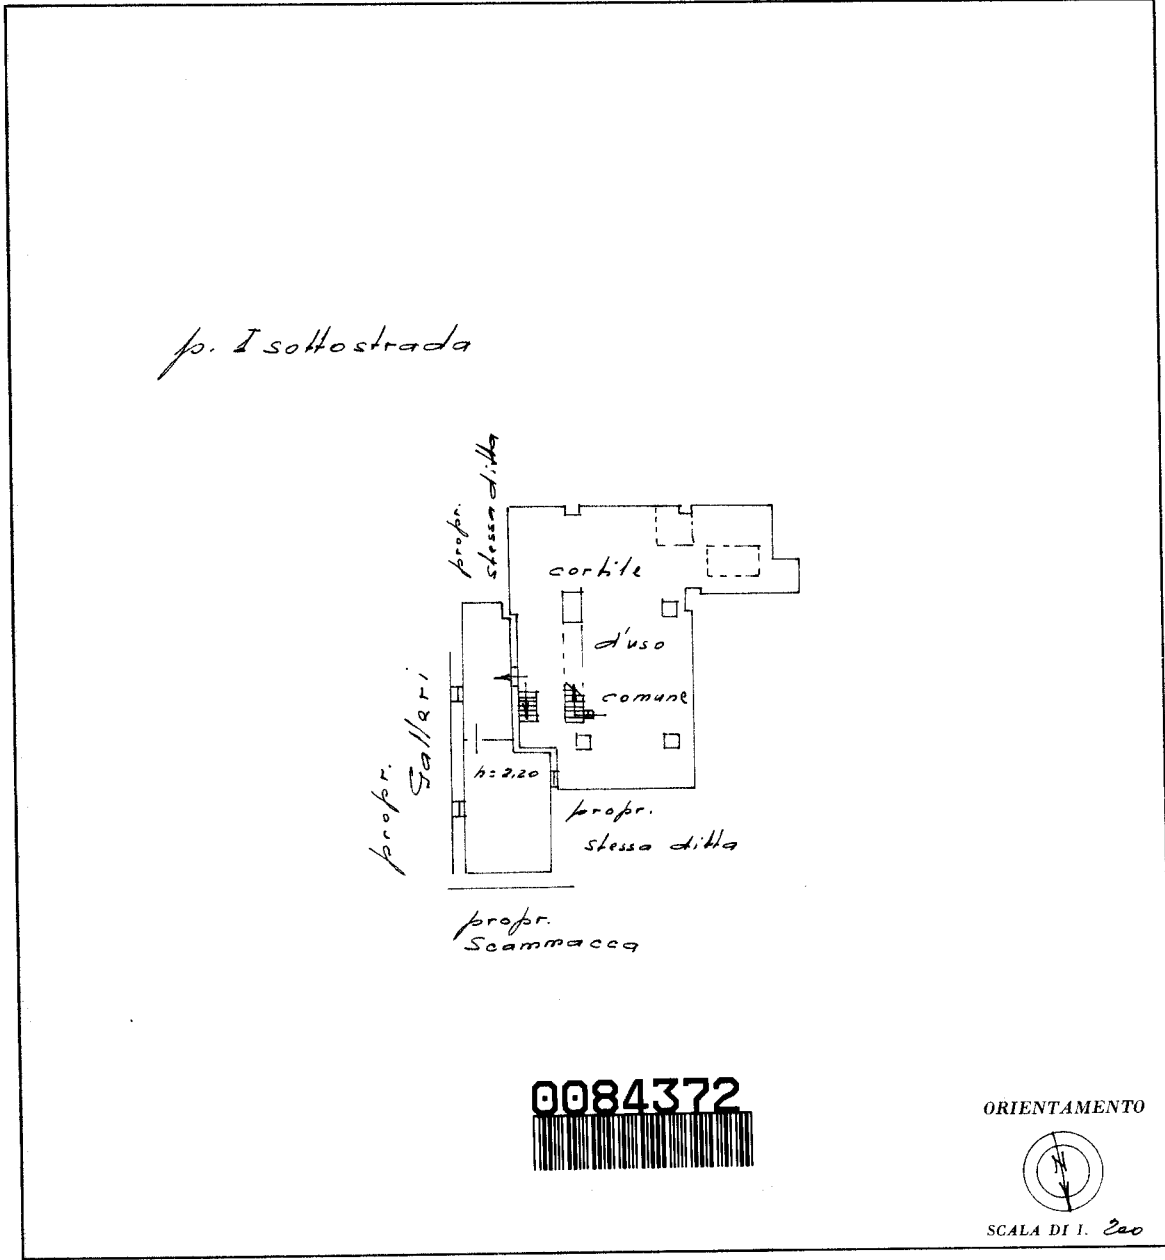 p. I sottostrada
propr.
stessa ditta
cortile
d'uso
comune
propr.
Gallari
h=2,20
propr.
stessa ditta
propr.
Scammacca
0084372
ORIENTAMENTO
N
SCALA DI 1. 200